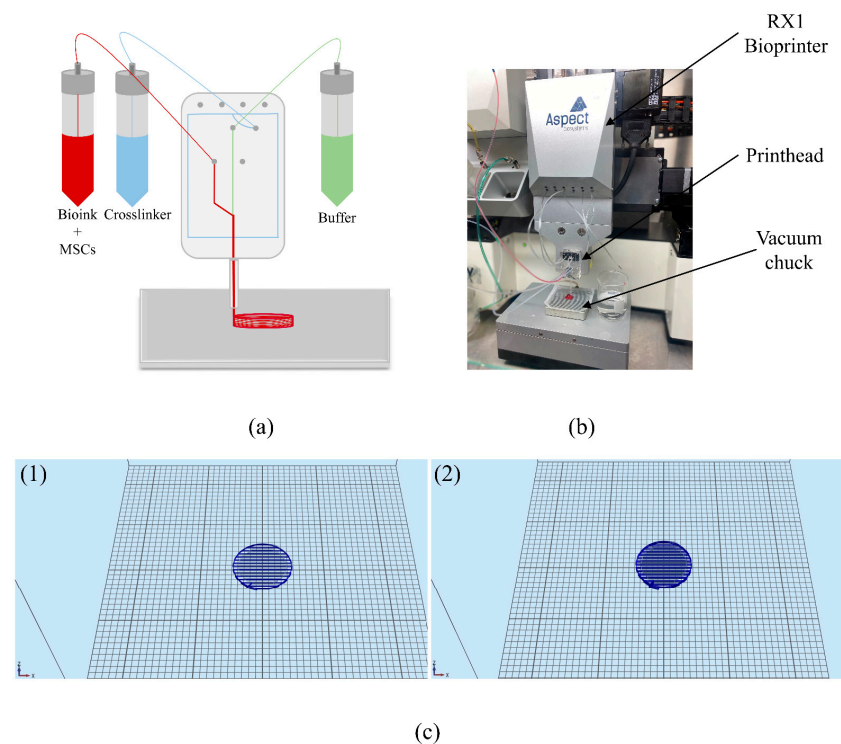 Bioink
+
MSCs
Crosslinker
Buffer
RX1
Bioprinter
Printhead
Vacuum
chuck
Aspect
(a)
(b)
(1)
(2)
z
x
z
x
(c)